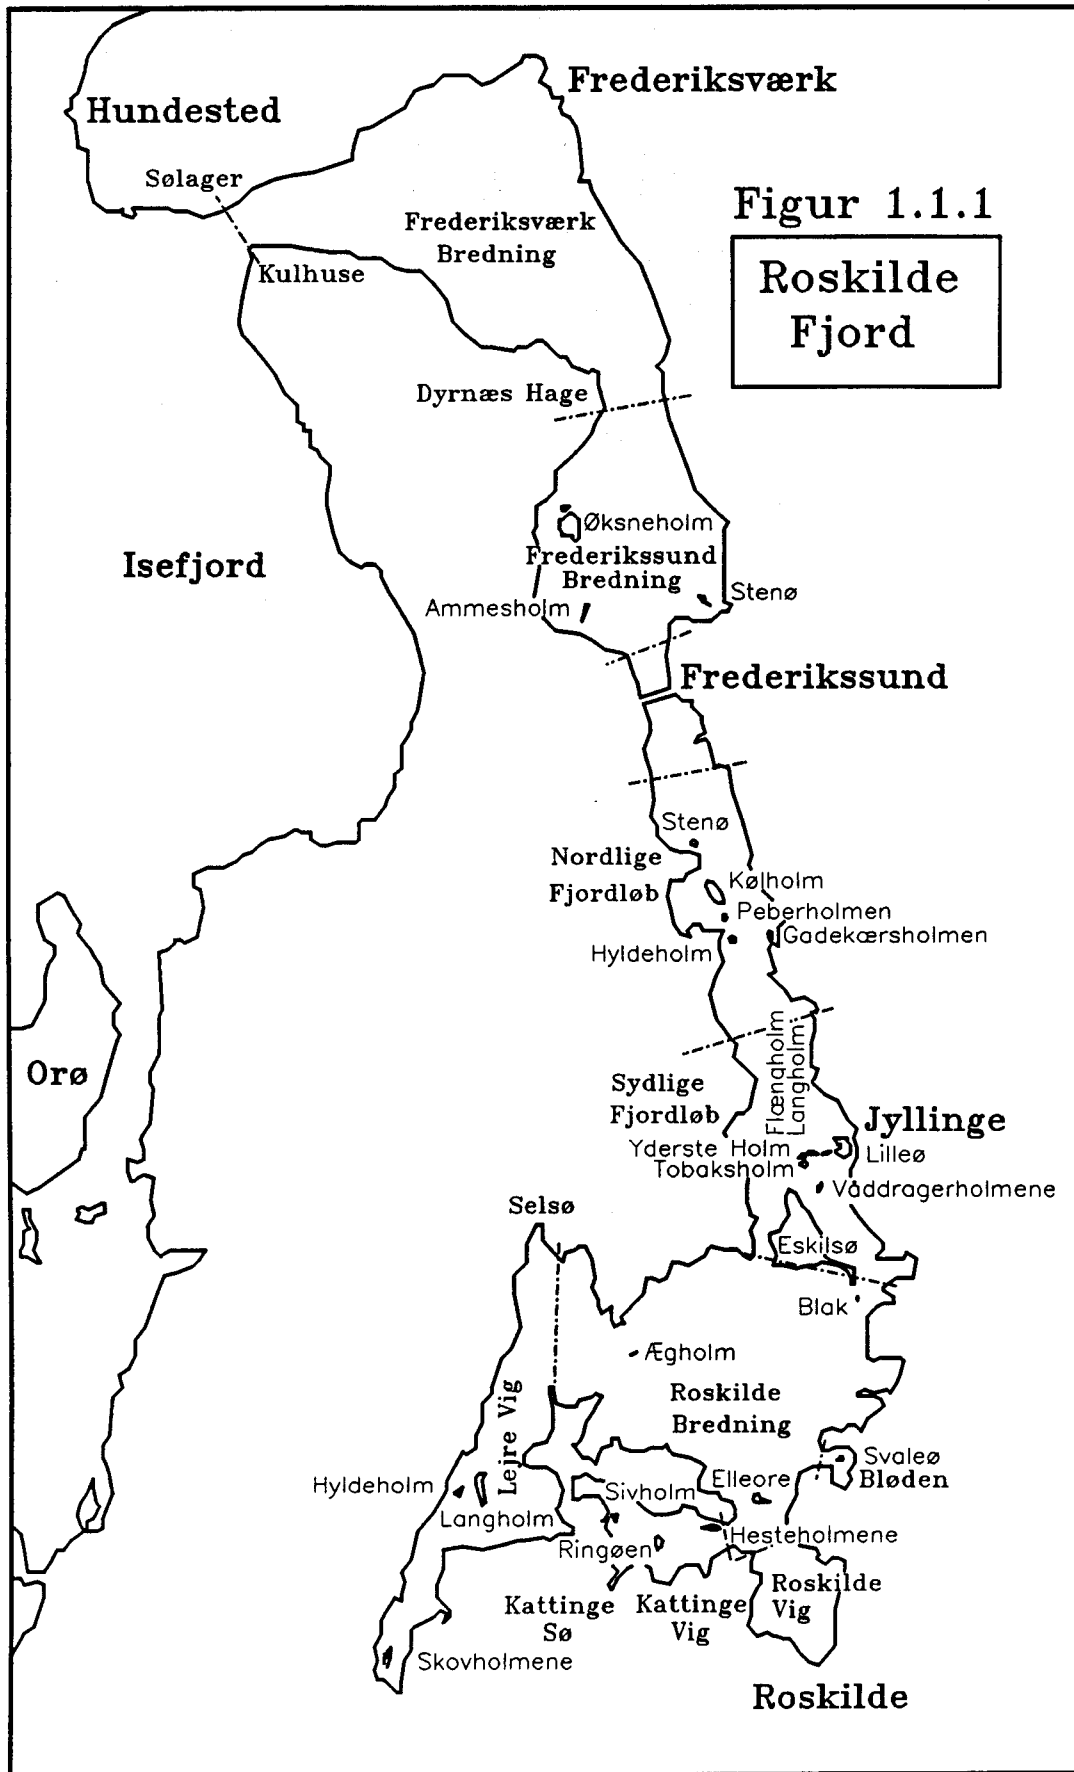 Frederiksværk
Hundested
Sølager
Figur 1.1.1
Frederiksværk
Bredning
Kulhuse
Roskilde
Fjord
Dyrnæs Hage
Øksneholm
Frederikssund
Bredning
Isefjord
Stenø
Ammesholm
Frederikssund
Stenø
Nordlige
Fjordløb
Kølholm
Peberholmen
Gadekærsholmen
Hyldeholm
Flængholm
Langholm
Orø
Sydlige
Fjordløb
Jyllinge
Yderste Holm
Lilleø
Tobaksholm
Vaddragerholmene
Selsø
Eskilsø
Blak
Ægholm
Roskilde
Bredning
Lejre Vig
Svaleø
Bløden
Hyldeholm
Elleore
Sivholm
Langholm
Hesteholmene
Ringøen
Roskilde
Vig
Kattinge
Sø
Kattinge
Vig
Skovholmene
Roskilde